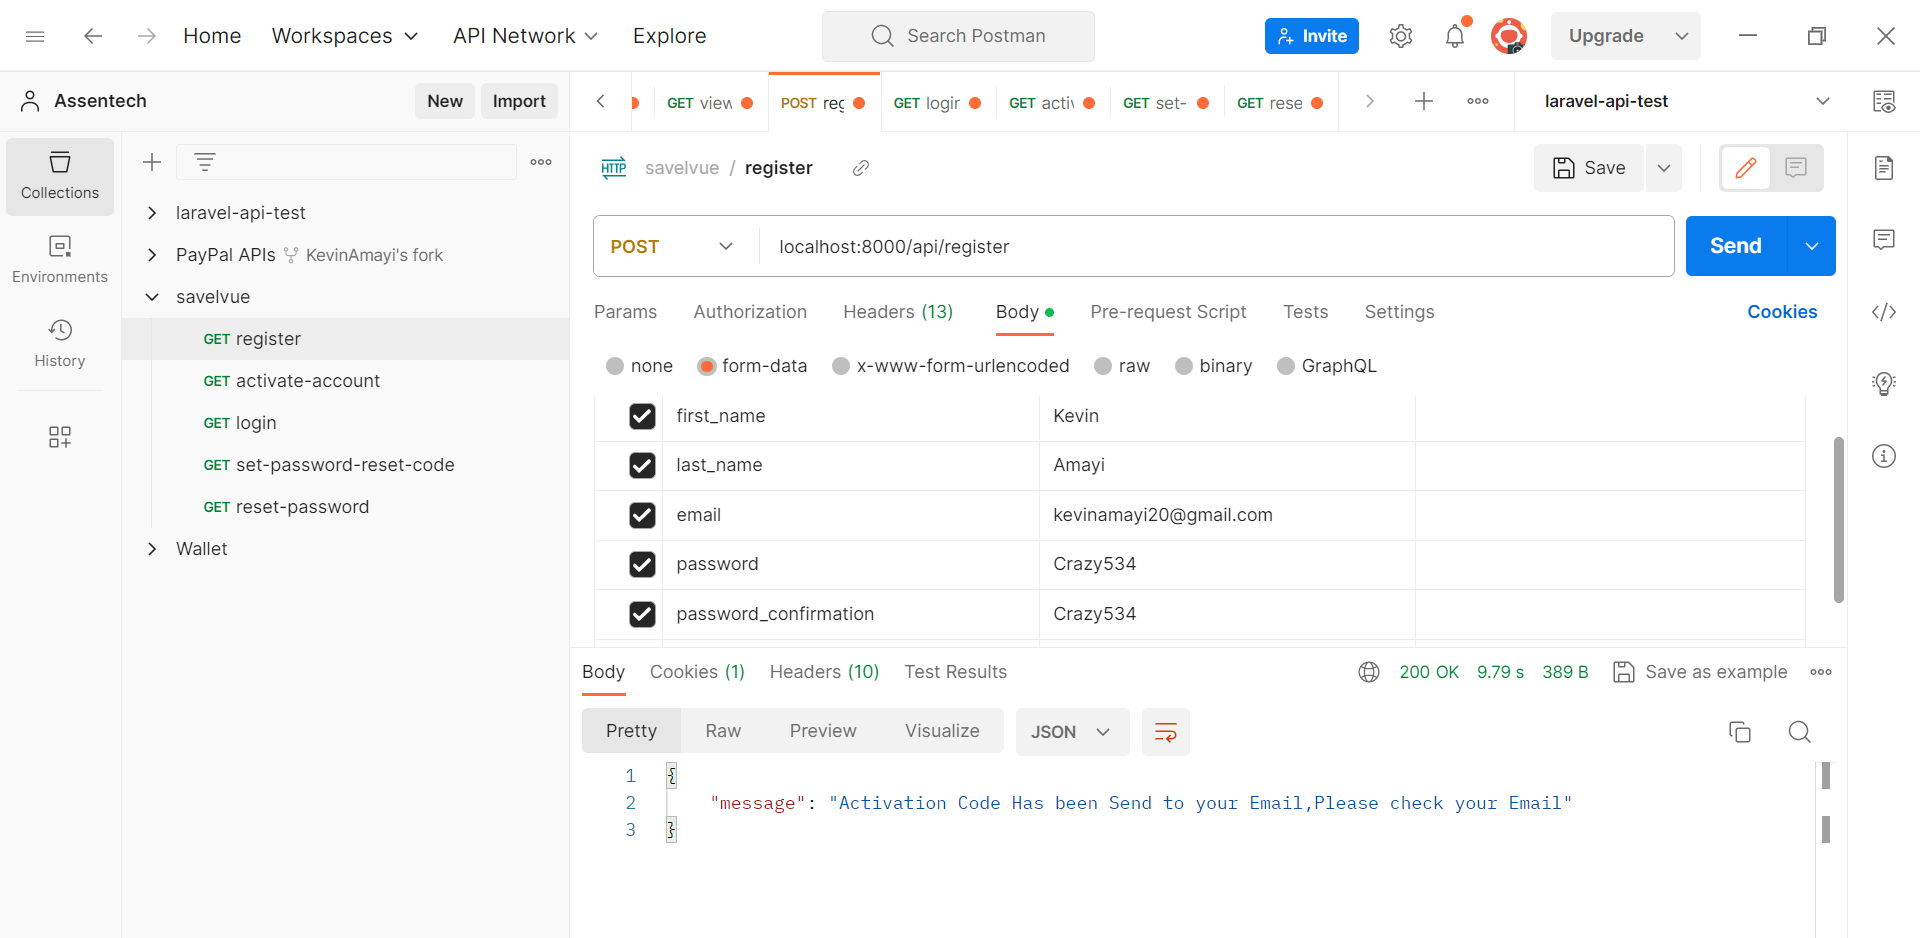 Home Workspaces API Network Explore Search Postman Invite Upgrade
Assentech New Import
GET view POST reg GET login GET activ GET set- GET rese laravel-api-test
Collections
Environments
History
laravel-api-test
PayPal APIs KevinAmayi's fork
savelvue
GET register
GET activate-account
GET login
GET set-password-reset-code
GET reset-password
Wallet
HTTP savelvue / register Save
POST localhost:8000/api/register Send
Params Authorization Headers (13) Body Pre-request Script Tests Settings Cookies
none form-data x-www-form-urlencoded raw binary GraphQL
first_name Kevin
last_name Amayi
email kevinamayi20@gmail.com
password Crazy534
password_confirmation Crazy534
Body Cookies (1) Headers (10) Test Results 200 OK 9.79 s 389 B Save as example
Pretty Raw Preview Visualize JSON
1 {
2 "message": "Activation Code Has been Send to your Email,Please check your Email"
3 }